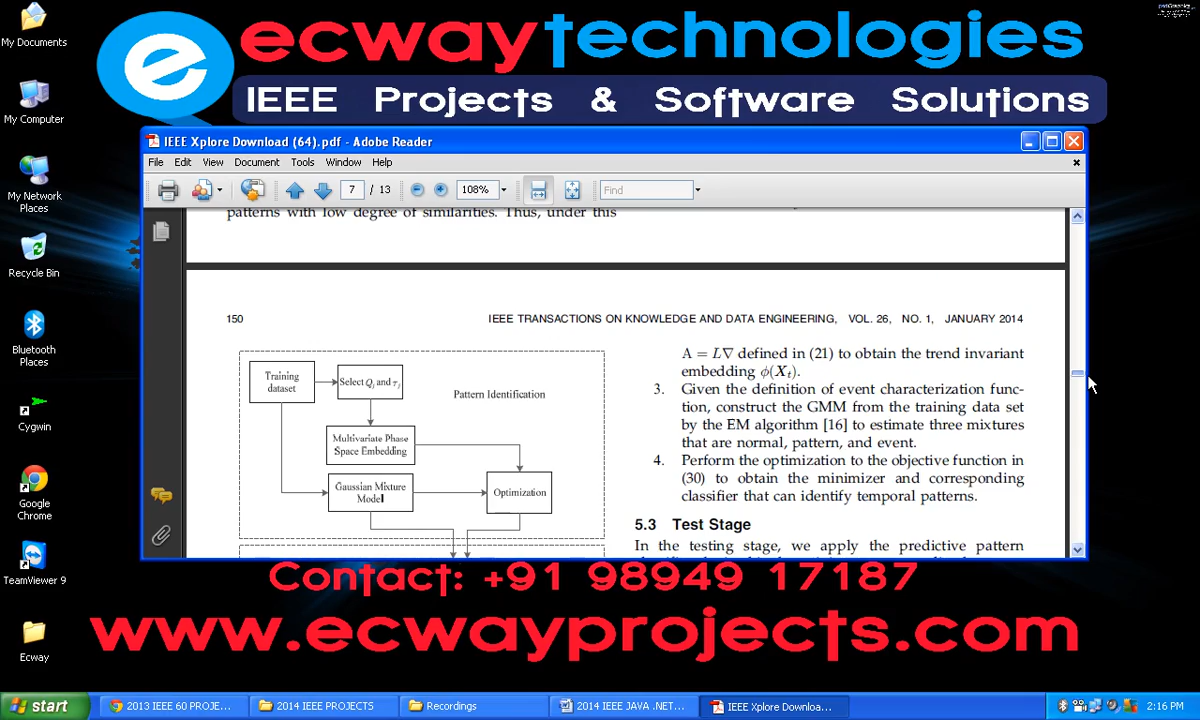 ecwaytechnologies
IEEE Projects & Software Solutions
My Documents
My Computer
My Network
Places
Recycle Bin
Bluetooth
Places
Cygwin
Google
Chrome
TeamViewer 9
Ecway
IEEE Xplore Download (64).pdf - Adobe Reader
File Edit View Document Tools Window Help
7 / 13 108% Find
patterns with low degree of similarities. Thus, under this
150 IEEE TRANSACTIONS ON KNOWLEDGE AND DATA ENGINEERING, VOL. 26, NO. 1, JANUARY 2014
Training
dataset
Select Qi and τi
Pattern Identification
Multivariate Phase
Space Embedding
Gaussian Mixture
Model
Optimization
A = L∇ defined in (21) to obtain the trend invariant
embedding ϕ(Xt).
3. Given the definition of event characterization func-
tion, construct the GMM from the training data set
by the EM algorithm [16] to estimate three mixtures
that are normal, pattern, and event.
4. Perform the optimization to the objective function in
(30) to obtain the minimizer and corresponding
classifier that can identify temporal patterns.
5.3 Test Stage
In the testing stage, we apply the predictive pattern
Contact: +91 98949 17187
www.ecwayprojects.com
start
2013 IEEE 60 PROJE...
2014 IEEE PROJECTS
Recordings
2014 IEEE JAVA .NET...
IEEE Xplore Downloa...
2:16 PM